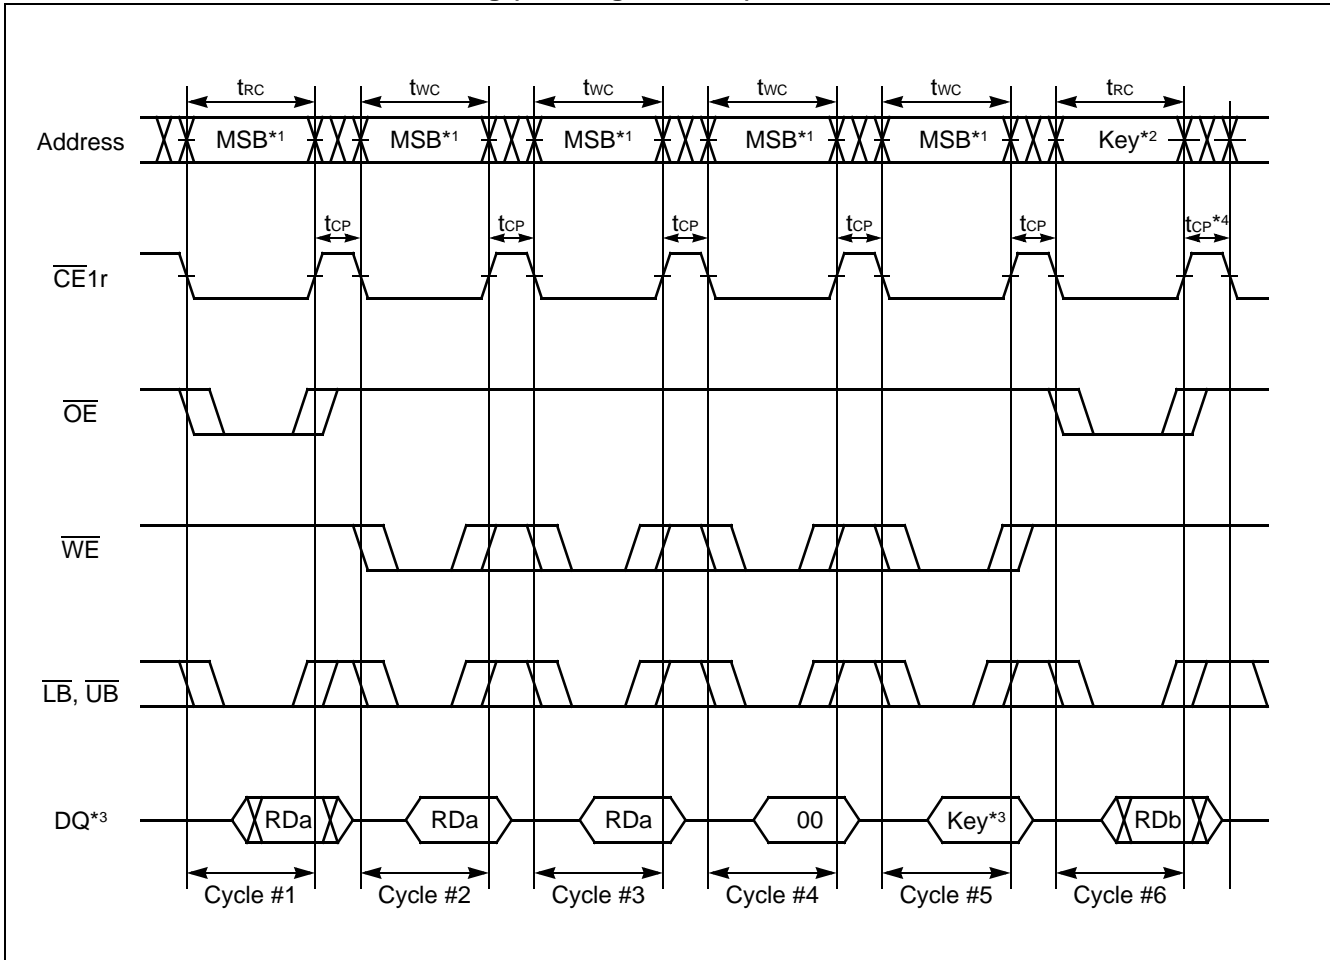 tRC tWC tWC tWC tWC tRC
Address MSB*1 MSB*1 MSB*1 MSB*1 MSB*1 Key*2
tCP tCP tCP tCP tCP tCP*4
CE1r
OE
WE
LB, UB
DQ*3 RDa RDa RDa 00 Key*3 RDb
Cycle #1 Cycle #2 Cycle #3 Cycle #4 Cycle #5 Cycle #6